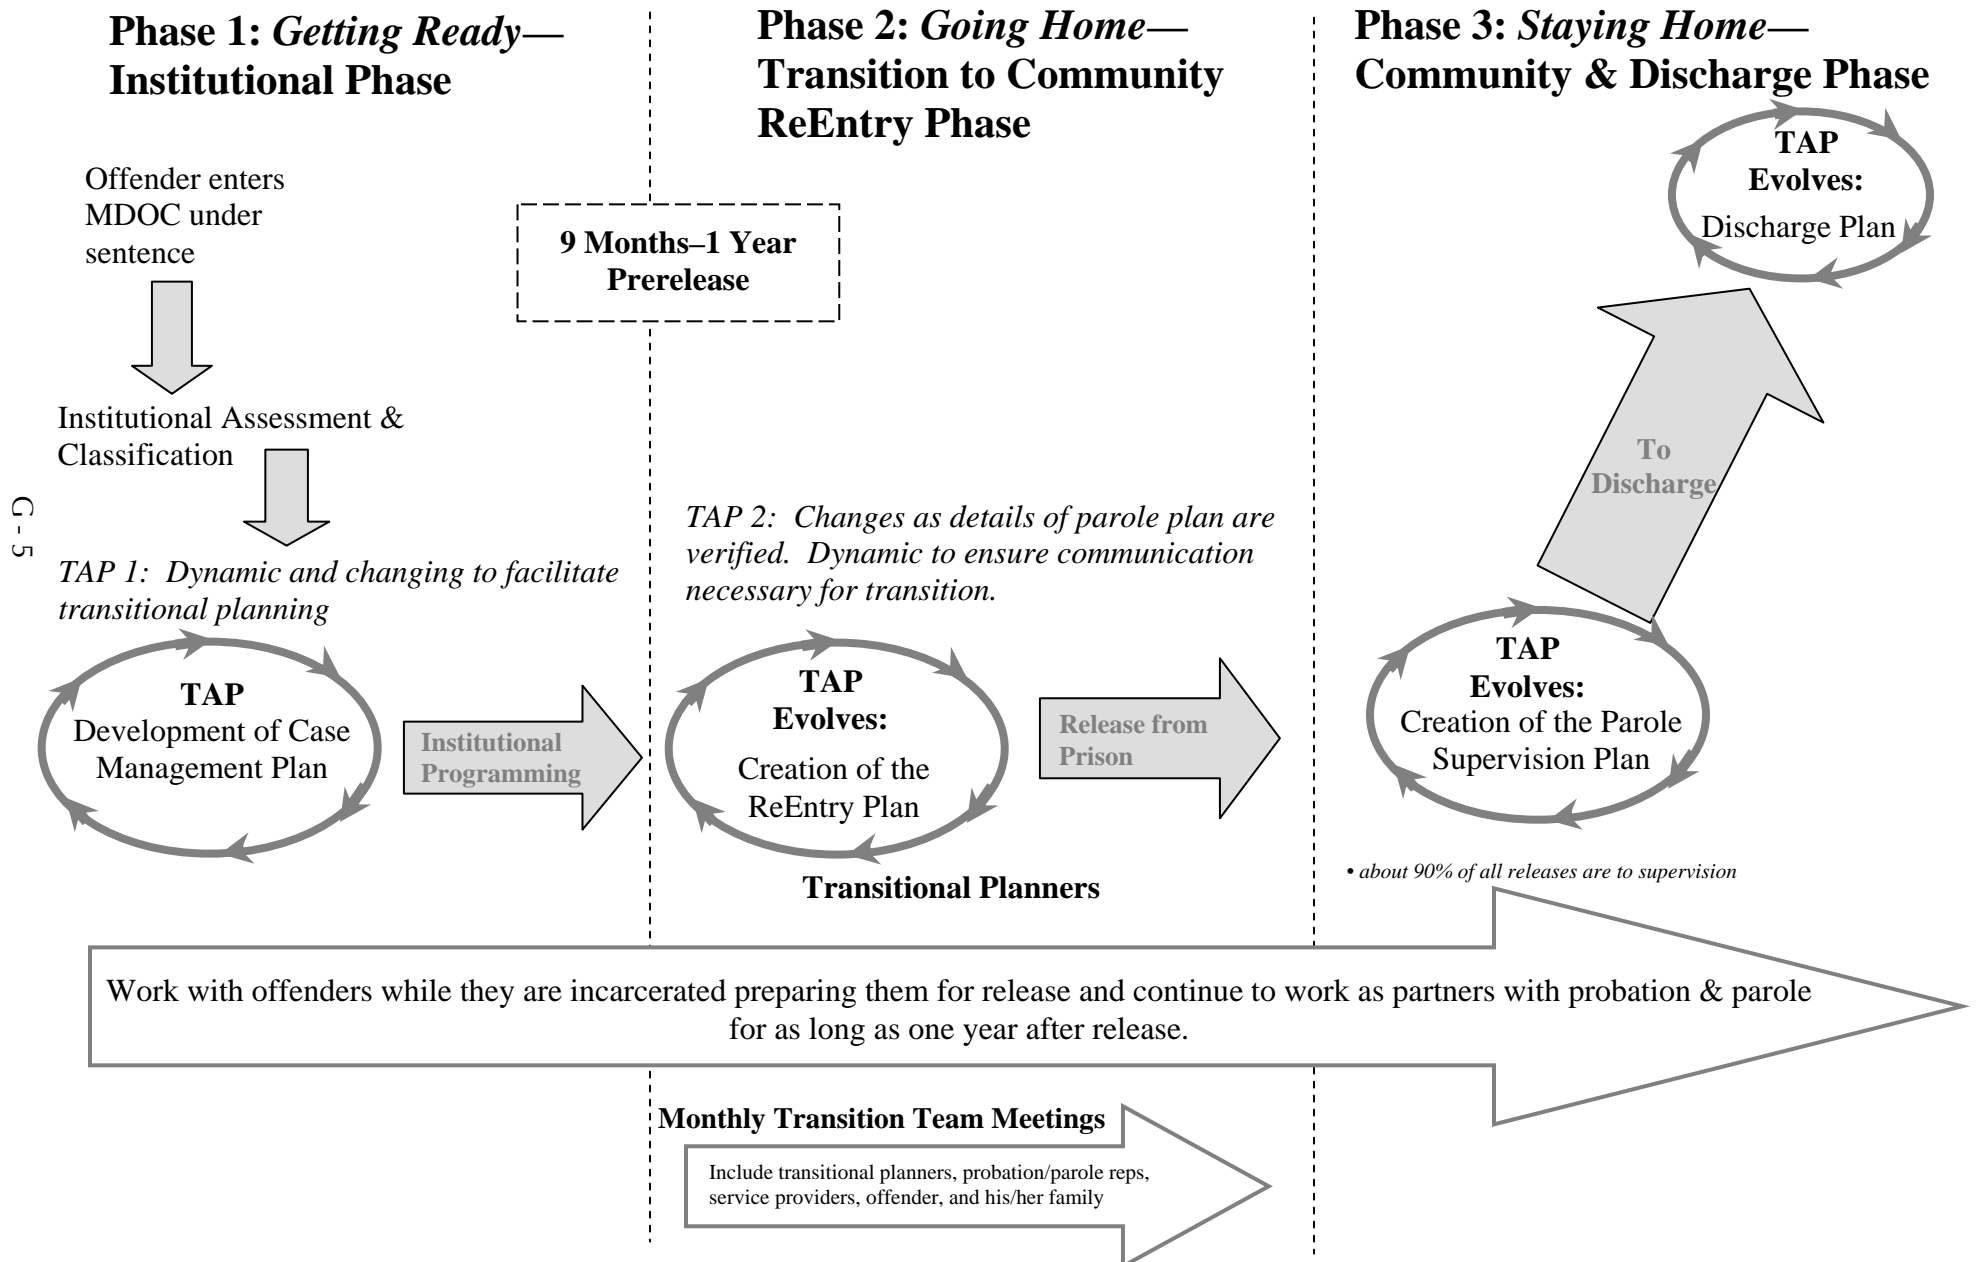 Phase 1: Getting Ready—
Institutional Phase
Offender enters
MDOC under
sentence
Institutional Assessment &
Classification
TAP 1:  Dynamic and changing to facilitate
transitional planning
TAP
Development of Case
Management Plan
Institutional
Programming
9 Months–1 Year
Prerelease
Phase 2: Going Home—
Transition to Community
ReEntry Phase
TAP 2:  Changes as details of parole plan are
verified.  Dynamic to ensure communication
necessary for transition.
TAP
Evolves:
Creation of the
ReEntry Plan
Release from
Prison
Phase 3: Staying Home—
Community & Discharge Phase
TAP
Evolves:
Discharge Plan
To
Discharge
TAP
Evolves:
Creation of the Parole
Supervision Plan
• about 90% of all releases are to supervision
Transitional Planners
Work with offenders while they are incarcerated preparing them for release and continue to work as partners with probation & parole
for as long as one year after release.
Monthly Transition Team Meetings
Include transitional planners, probation/parole reps,
service providers, offender, and his/her family
G - 5